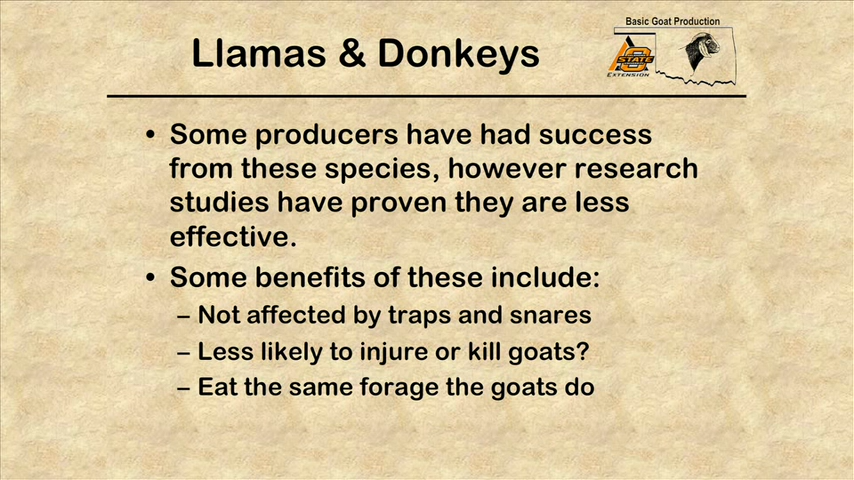 Basic Goat Production
Llamas & Donkeys
STATE
EXTENSION
• Some producers have had success
from these species, however research
studies have proven they are less
effective.
• Some benefits of these include:
– Not affected by traps and snares
– Less likely to injure or kill goats?
– Eat the same forage the goats do